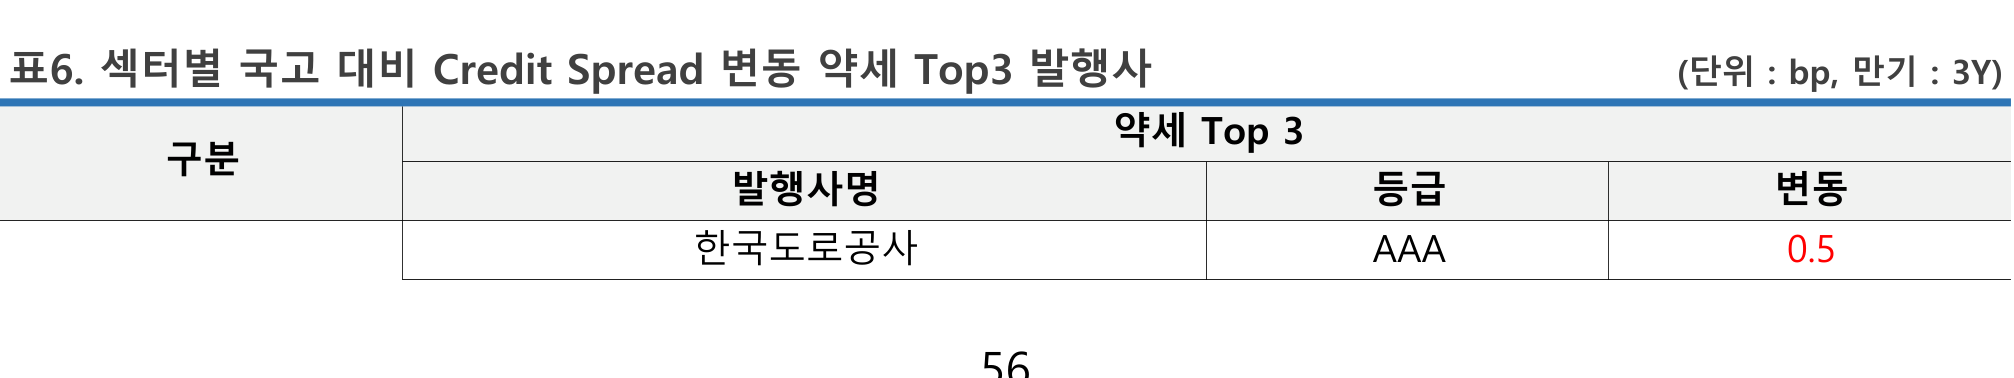 표6. 섹터별 국고 대비 Credit Spread 변동 약세 Top3 발행사 (단위 : bp, 만기 : 3Y)
구분 약세 Top 3
발행사명 등급 변동
한국도로공사 AAA 0.5
56